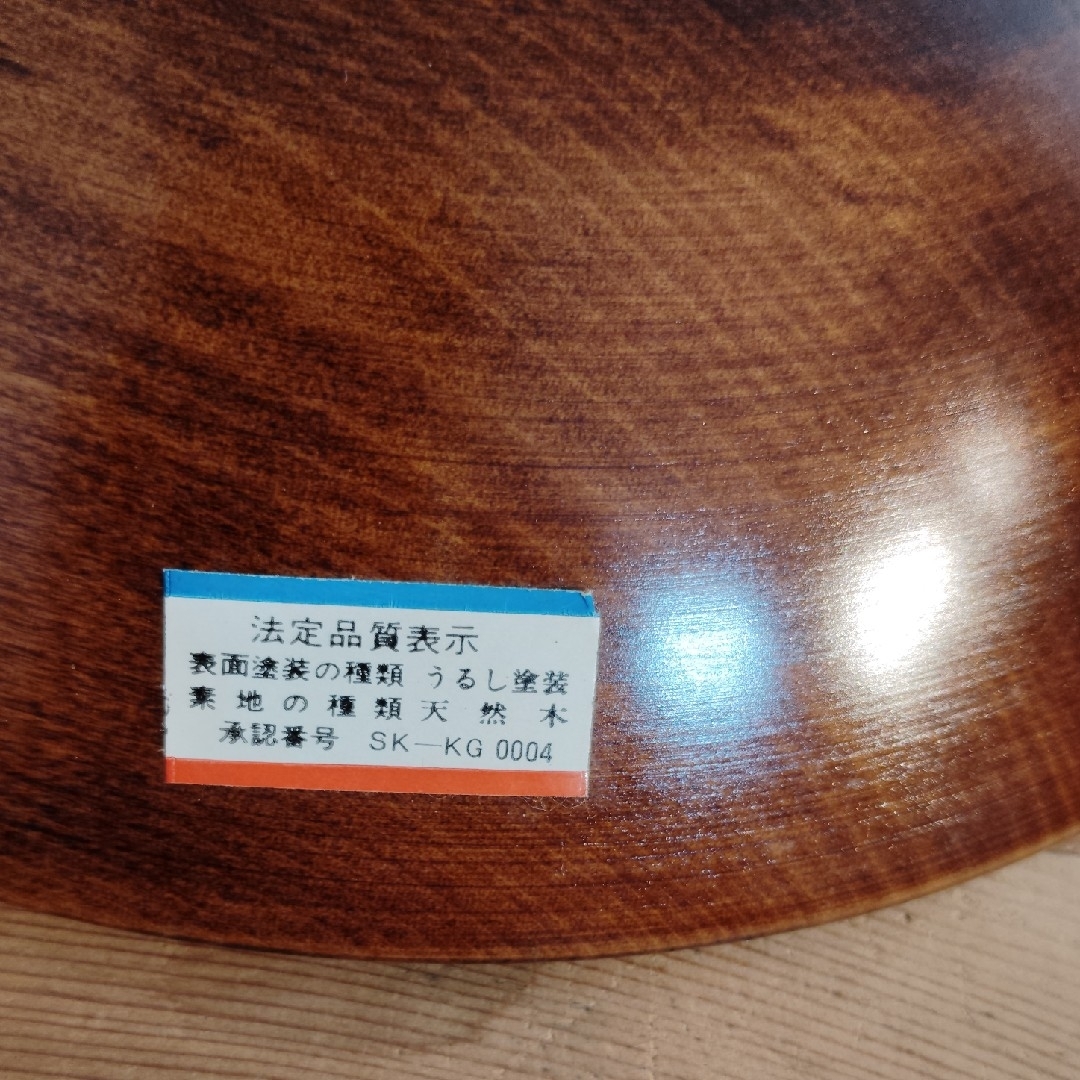 法定品質表示
表面塗装の種類 うるし塗装
素地の種類 天然木
承認番号 SK—KG 0004